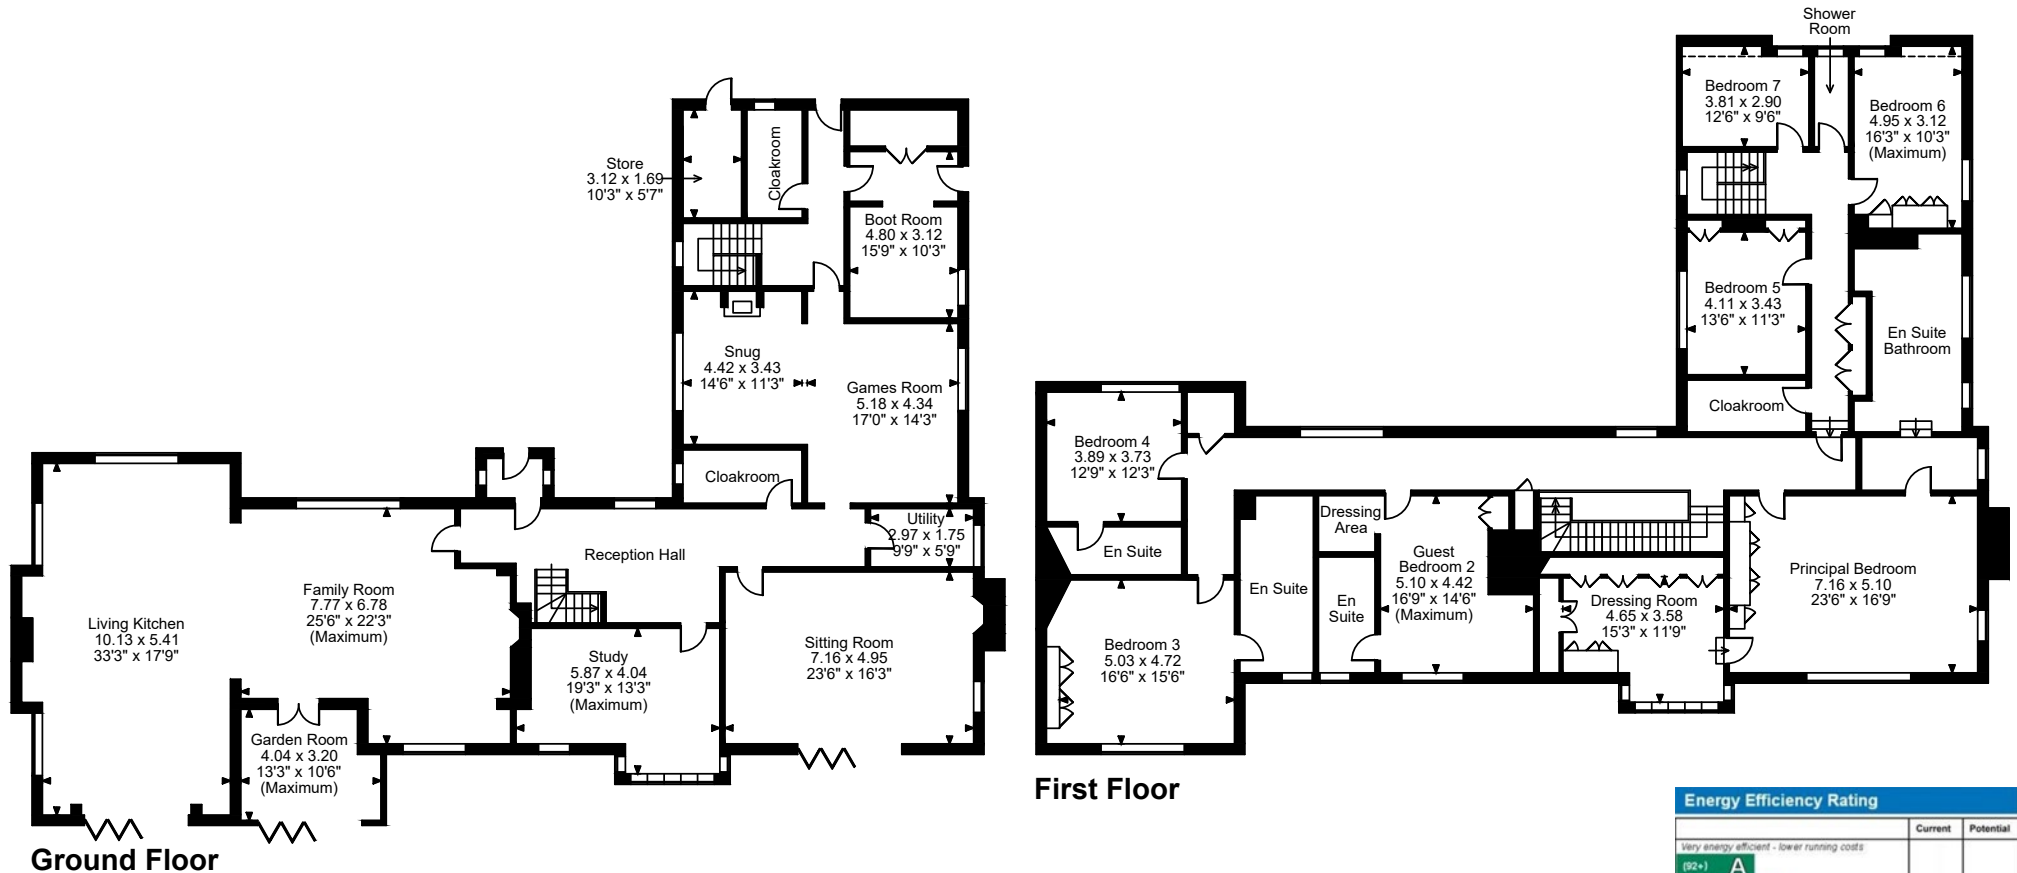 Store
3.12 x 1.69
10'3" x 5'7"
Cloakroom
Boot Room
4.80 x 3.12
15'9" x 10'3"
Snug
4.42 x 3.43
14'6" x 11'3"
Games Room
5.18 x 4.34
17'0" x 14'3"
Cloakroom
Utility
2.97 x 1.75
9'9" x 5'9"
Reception Hall
Family Room
7.77 x 6.78
25'6" x 22'3"
(Maximum)
Living Kitchen
10.13 x 5.41
33'3" x 17'9"
Study
5.87 x 4.04
19'3" x 13'3"
(Maximum)
Sitting Room
7.16 x 4.95
23'6" x 16'3"
Garden Room
4.04 x 3.20
13'3" x 10'6"
(Maximum)
Ground Floor
Shower
Room
Bedroom 7
3.81 x 2.90
12'6" x 9'6"
Bedroom 6
4.95 x 3.12
16'3" x 10'3"
(Maximum)
Bedroom 5
4.11 x 3.43
13'6" x 11'3"
En Suite
Bathroom
Cloakroom
Bedroom 4
3.89 x 3.73
12'9" x 12'3"
En Suite
Dressing
Area
Guest
Bedroom 2
5.10 x 4.42
16'9" x 14'6"
(Maximum)
En Suite
En
Suite
Principal Bedroom
7.16 x 5.10
23'6" x 16'9"
Dressing Room
4.65 x 3.58
15'3" x 11'9"
Bedroom 3
5.03 x 4.72
16'6" x 15'6"
First Floor
Energy Efficiency Rating
Current Potential
Very energy efficient - lower running costs
(92+) A